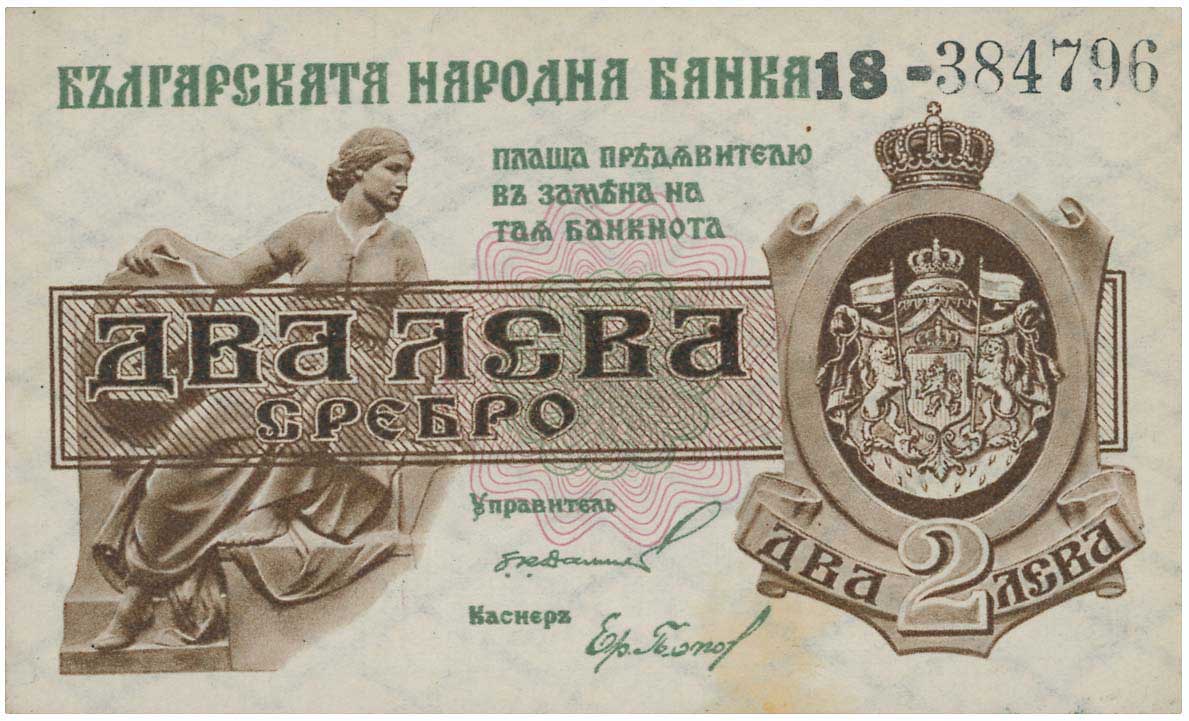 БЪЛГАРСКАТА НАРОДНА БАНКА 18 -384796
ПЛАЩА ПРѢДЯВИТЕЛЮ
ВЪ ЗАМѢНА НА
ТАЯ БАНКНОТА
ДВА ЛЕВА
СРЕБРО
Управитель
Касиеръ
ДВА 2 ЛЕВА